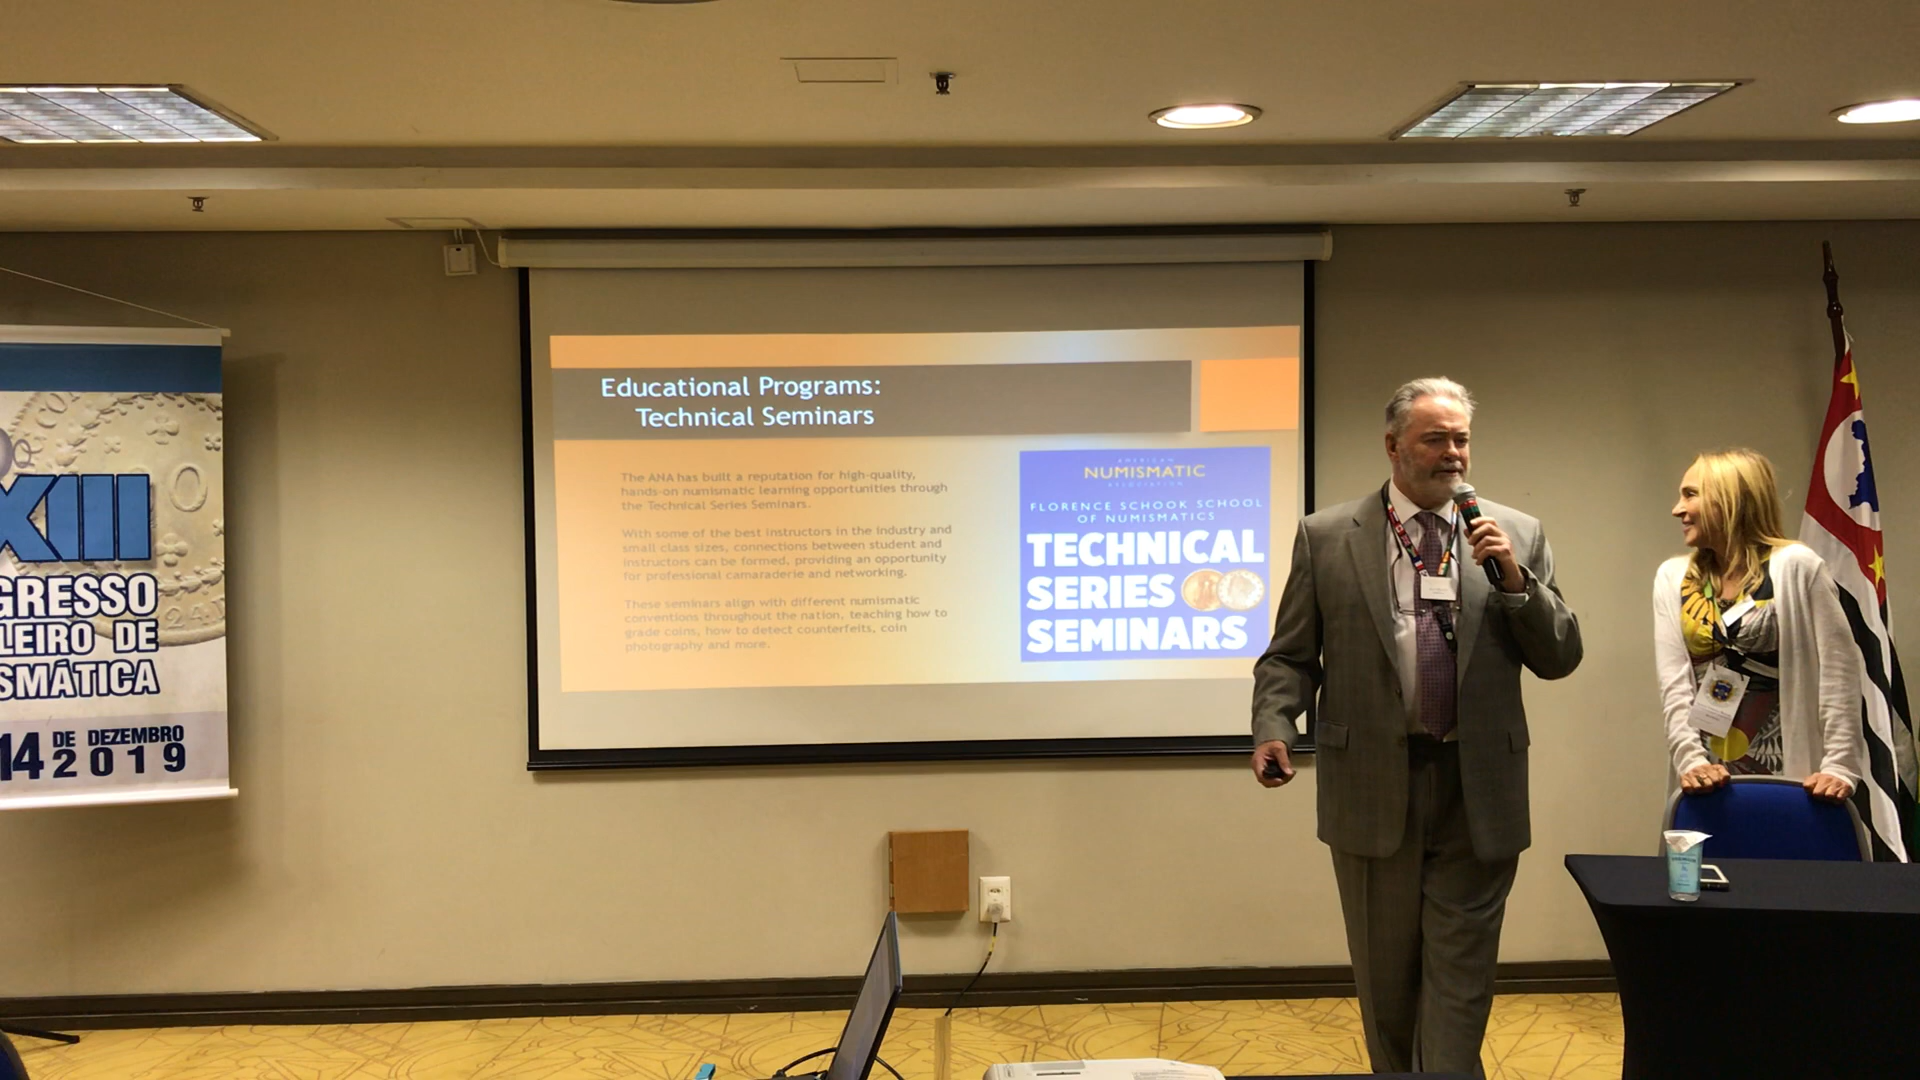 XIII
GRESSO
LEIRO DE
SMÁTICA
14 DE DEZEMBRO
2019
Educational Programs:
Technical Seminars
The ANA has built a reputation for high-quality,
hands-on numismatic learning opportunities through
the Technical Series Seminars.
With some of the best instructors in the industry and
small class sizes, connections between student and
instructors can be formed, providing an opportunity
for professional camaraderie and networking.
These seminars align with different numismatic
conventions throughout the nation, teaching how to
grade coins, how to detect counterfeits, coin
photography and more.
AMERICAN
NUMISMATIC
ASSOCIATION
FLORENCE SCHOOK SCHOOL
OF NUMISMATICS
TECHNICAL
SERIES
SEMINARS